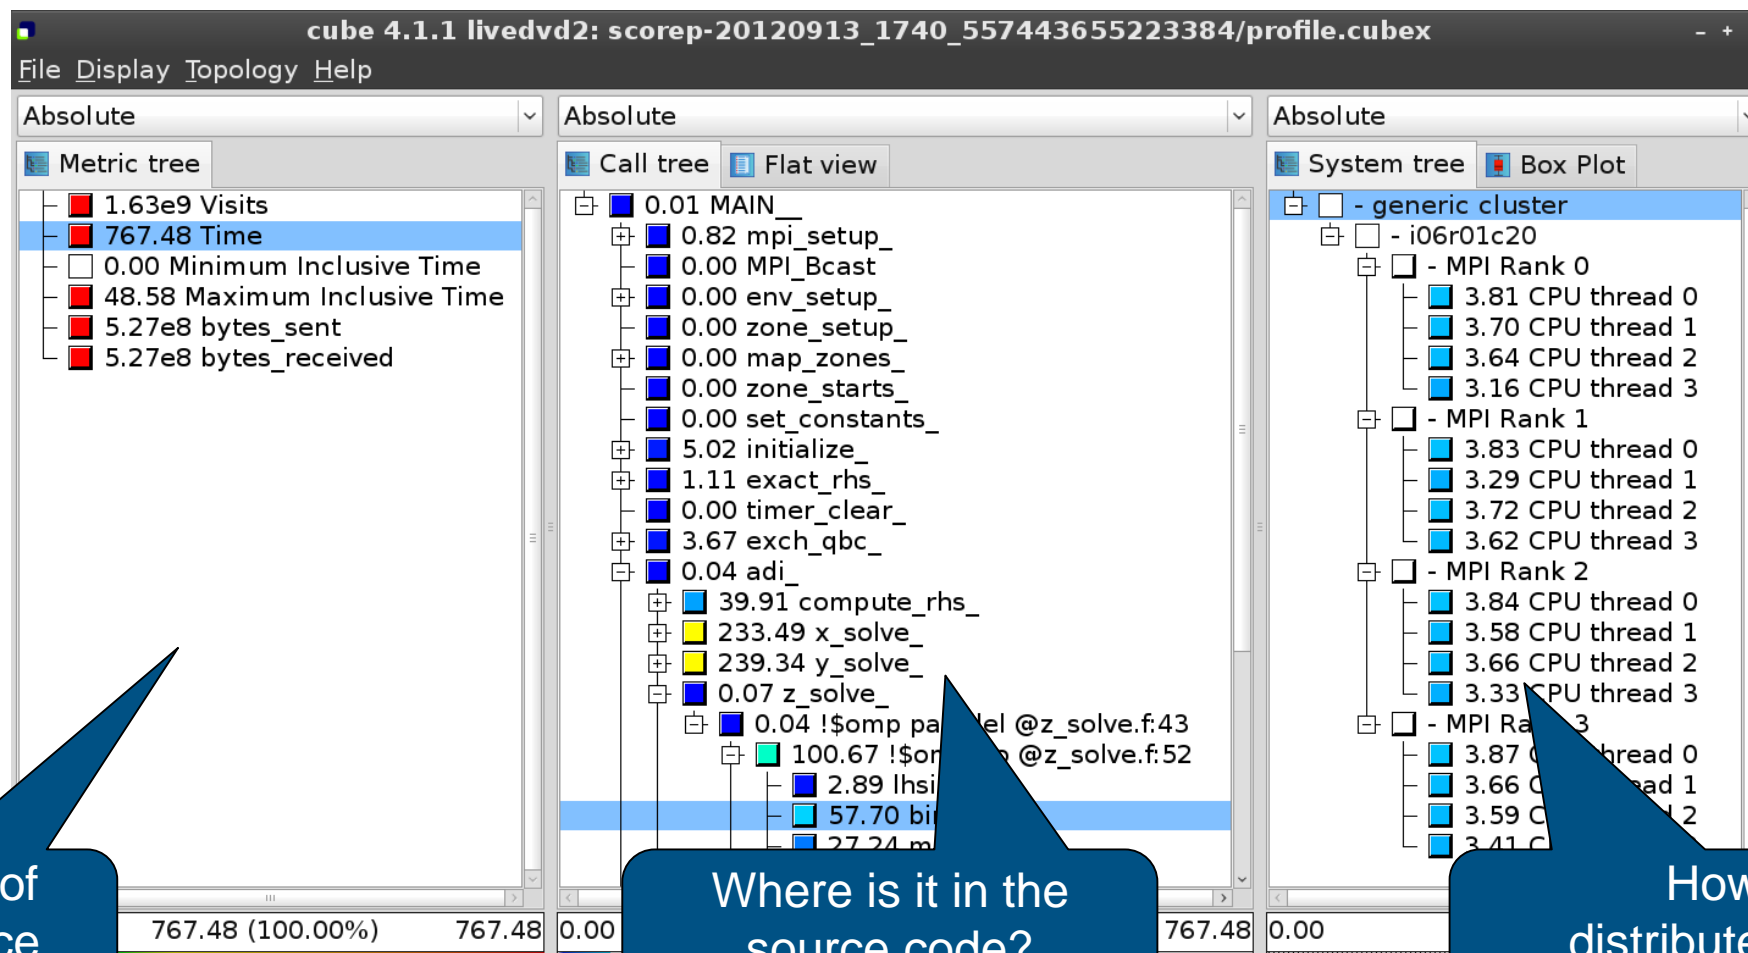 cube 4.1.1 livedvd2: scorep-20120913_1740_557443655223384/profile.cubex
File Display Topology Help
Absolute
Metric tree
1.63e9 Visits
767.48 Time
0.00 Minimum Inclusive Time
48.58 Maximum Inclusive Time
5.27e8 bytes_sent
5.27e8 bytes_received
767.48 (100.00%) 767.48
Absolute
Call tree Flat view
0.01 MAIN__
0.82 mpi_setup_
0.00 MPI_Bcast
0.00 env_setup_
0.00 zone_setup_
0.00 map_zones_
0.00 zone_starts_
0.00 set_constants_
5.02 initialize_
1.11 exact_rhs_
0.00 timer_clear_
3.67 exch_qbc_
0.04 adi_
39.91 compute_rhs_
233.49 x_solve_
239.34 y_solve_
0.07 z_solve_
0.04 !$omp @z_solve.f:43
100.67 @z_solve.f:52
2.89
57.70
27.24
0.00 767.48
Absolute
System tree Box Plot
- generic cluster
- i06r01c20
- MPI Rank 0
3.81 CPU thread 0
3.70 CPU thread 1
3.64 CPU thread 2
3.16 CPU thread 3
- MPI Rank 1
3.83 CPU thread 0
3.29 CPU thread 1
3.72 CPU thread 2
3.62 CPU thread 3
- MPI Rank 2
3.84 CPU thread 0
3.58 CPU thread 1
3.66 CPU thread 2
3.33 CPU thread 3
- MPI 3
3.87 0
3.66 1
3.59 2
3.41
0.00
of
Where is it in the
source code?
How